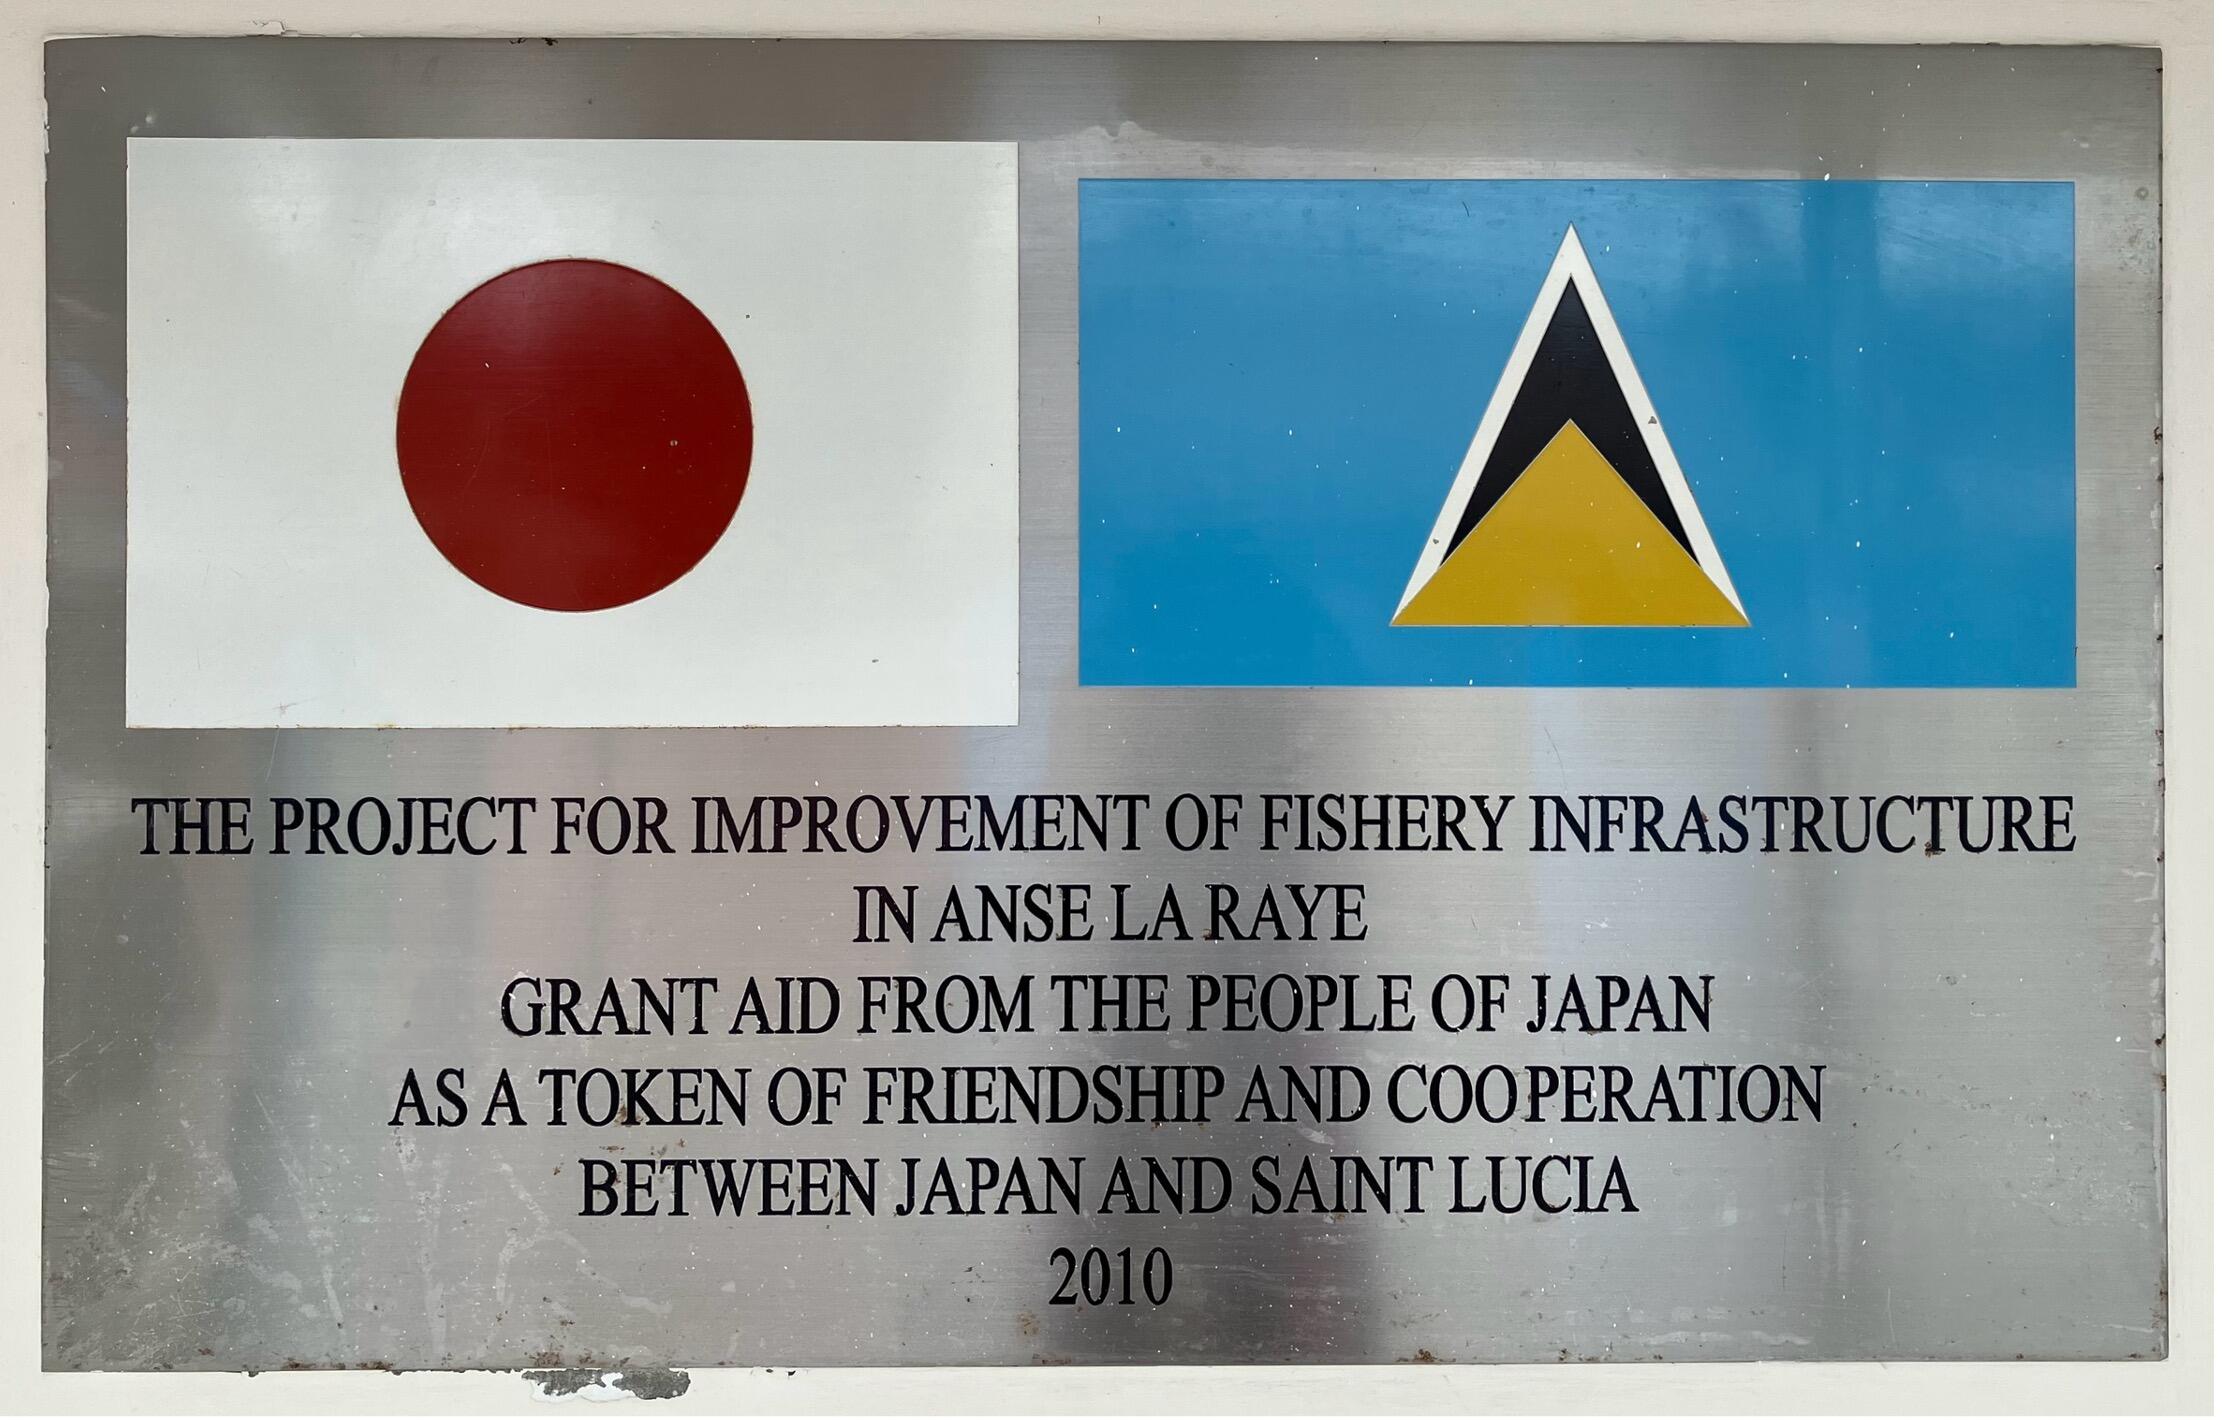 THE PROJECT FOR IMPROVEMENT OF FISHERY INFRASTRUCTURE
IN ANSE LA RAYE
GRANT AID FROM THE PEOPLE OF JAPAN
AS A TOKEN OF FRIENDSHIP AND COOPERATION
BETWEEN JAPAN AND SAINT LUCIA
2010